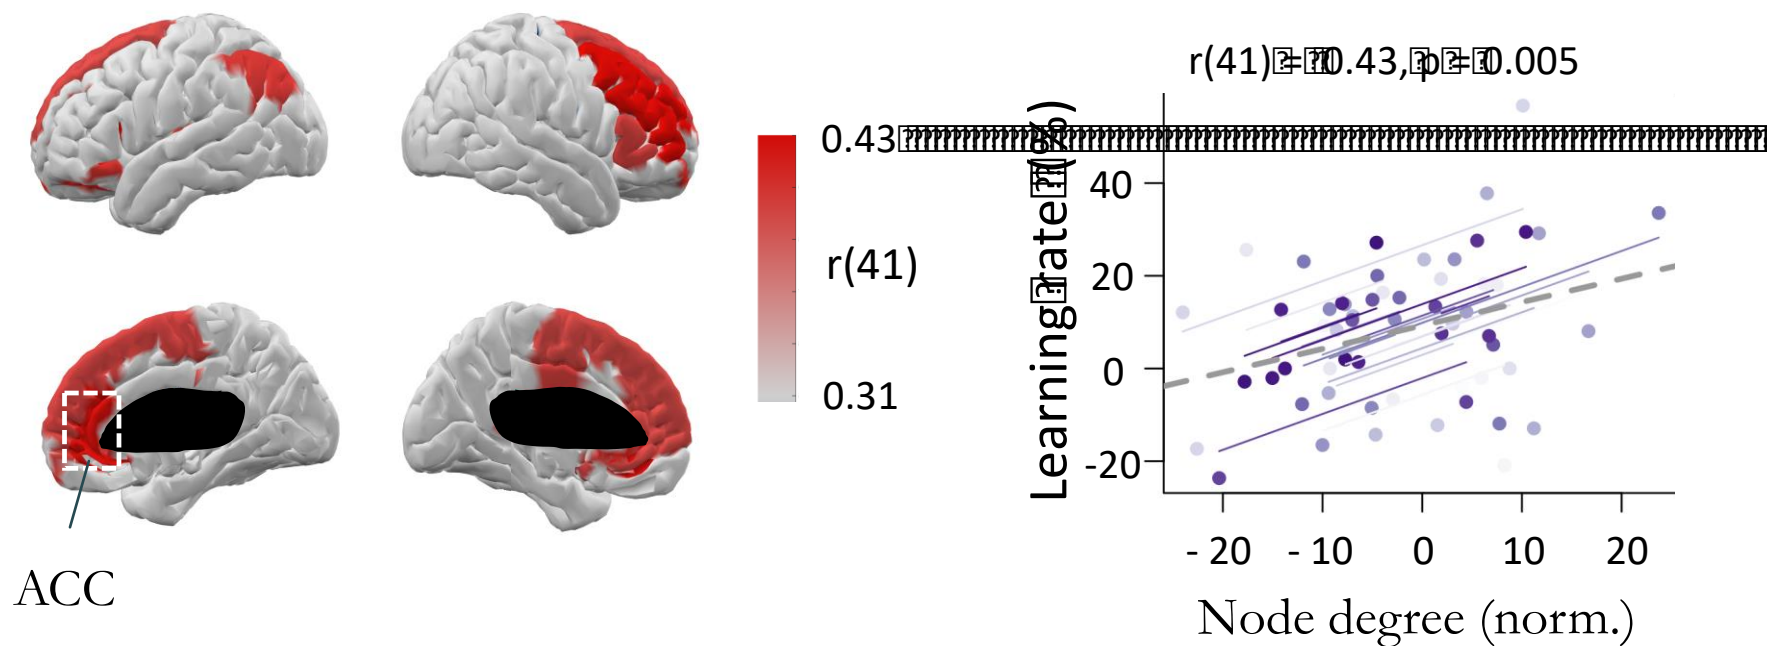 r(41) = 0.43, p = 0.005
0.43
r(41)
0.31
ACC
Learning rate (%)
40
20
0
-20
- 20 - 10 0 10 20
Node degree (norm.)